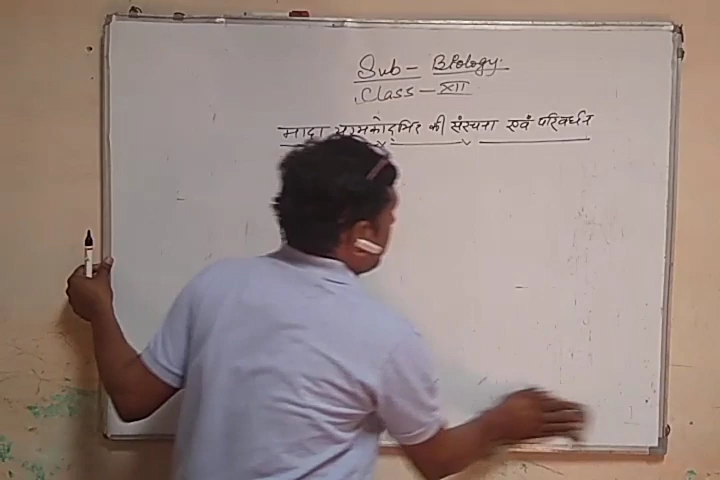 Sub - Biology.
Class - XII
मादा युग्मकोद्भिद की संरचना एवं परिवर्धन